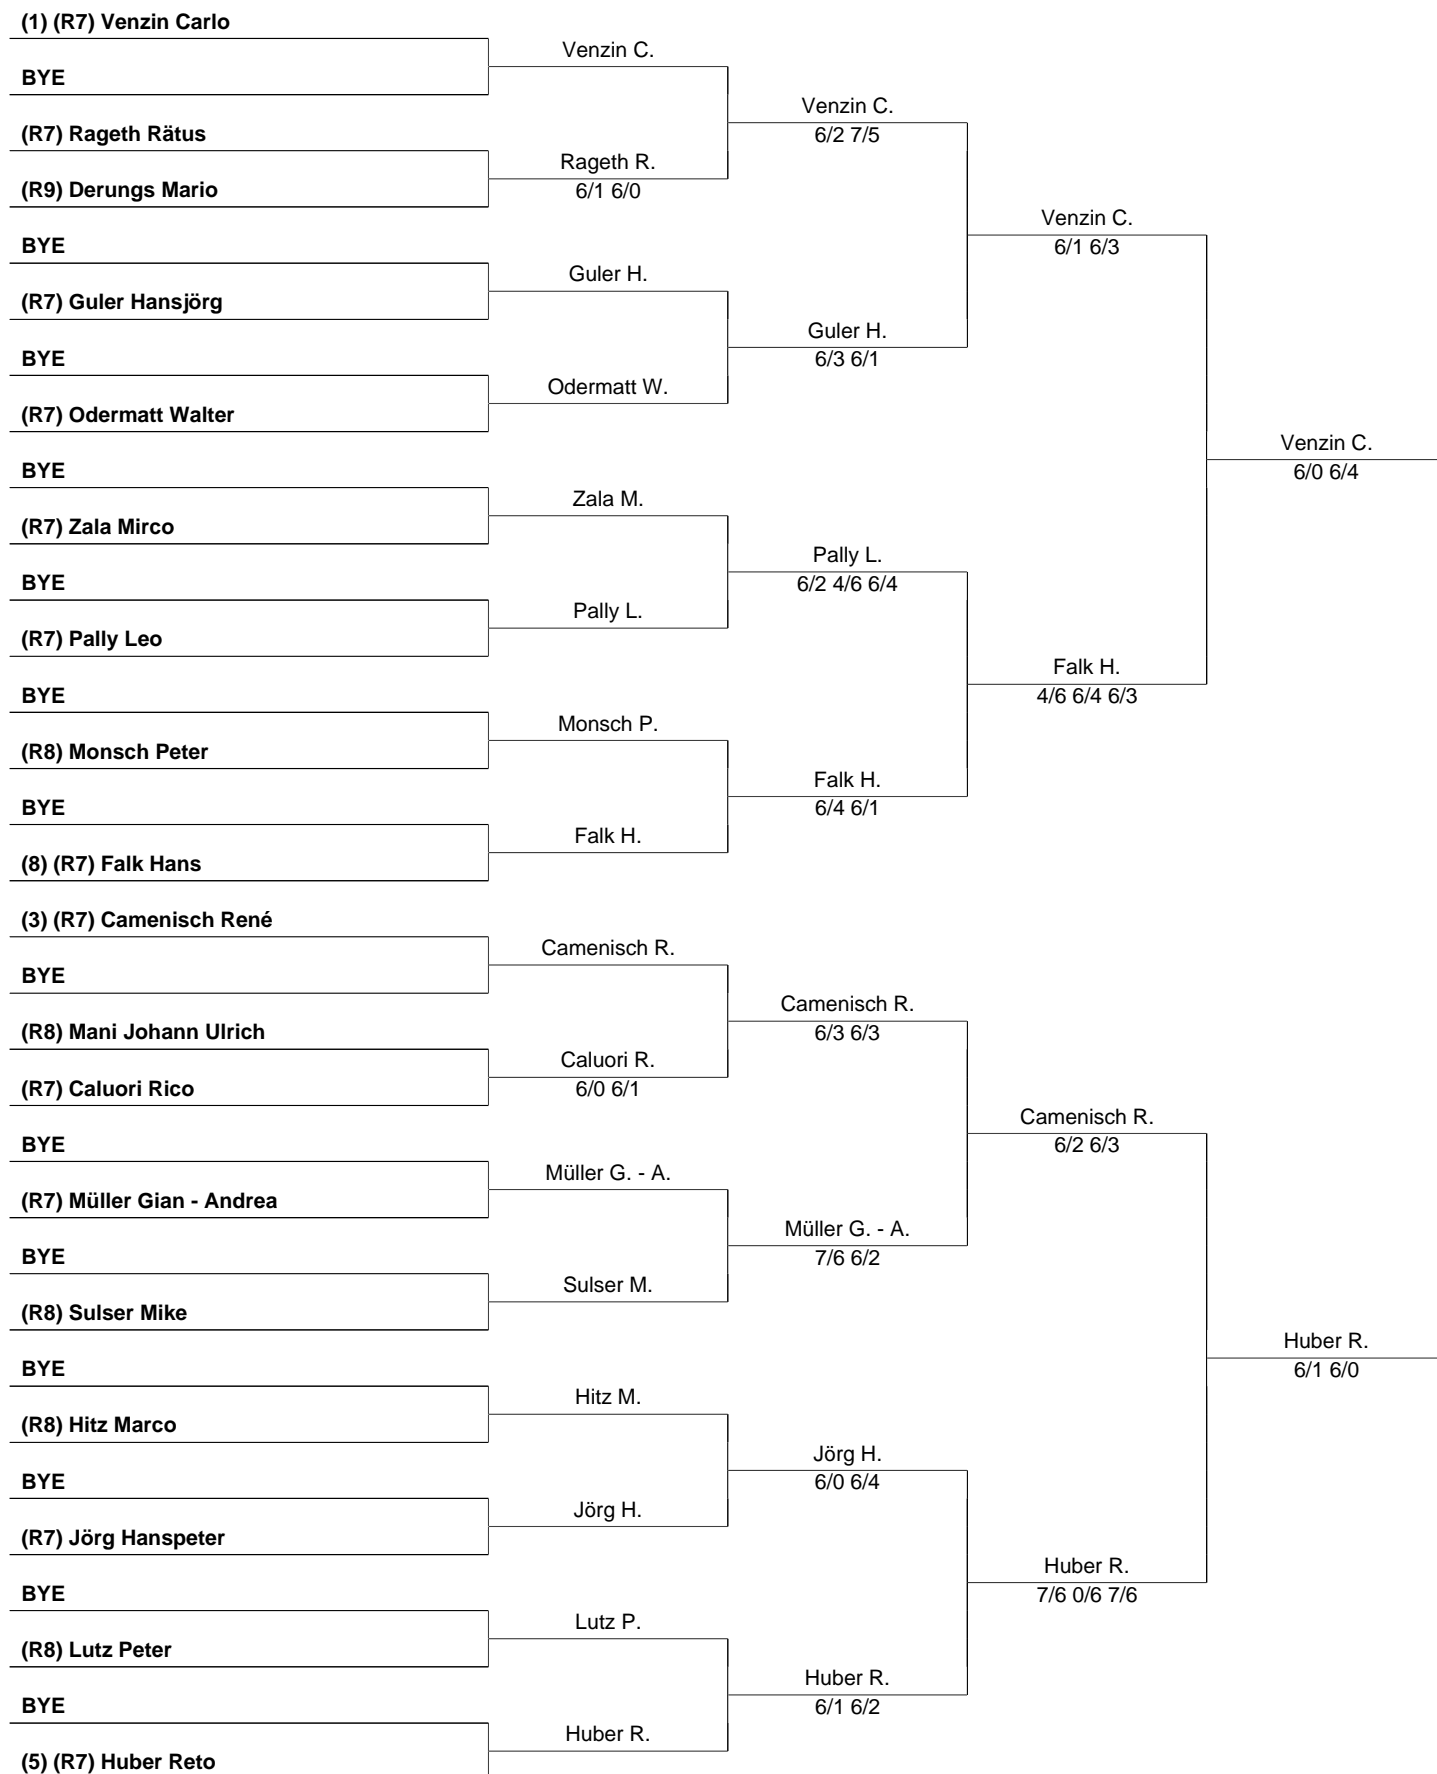 (1) (R7) Venzin Carlo
Venzin C.
BYE
Venzin C.
6/2 7/5
(R7) Rageth Rätus
Rageth R.
6/1 6/0
(R9) Derungs Mario
Venzin C.
6/1 6/3
BYE
Guler H.
(R7) Guler Hansjörg
Guler H.
6/3 6/1
BYE
Odermatt W.
(R7) Odermatt Walter
Venzin C.
6/0 6/4
BYE
Zala M.
(R7) Zala Mirco
Pally L.
6/2 4/6 6/4
BYE
Pally L.
(R7) Pally Leo
Falk H.
4/6 6/4 6/3
BYE
Monsch P.
(R8) Monsch Peter
Falk H.
6/4 6/1
BYE
Falk H.
(8) (R7) Falk Hans
(3) (R7) Camenisch René
Camenisch R.
BYE
Camenisch R.
6/3 6/3
(R8) Mani Johann Ulrich
Caluori R.
6/0 6/1
(R7) Caluori Rico
Camenisch R.
6/2 6/3
BYE
Müller G. - A.
(R7) Müller Gian - Andrea
Müller G. - A.
7/6 6/2
BYE
Sulser M.
(R8) Sulser Mike
Huber R.
6/1 6/0
BYE
Hitz M.
(R8) Hitz Marco
Jörg H.
6/0 6/4
BYE
Jörg H.
(R7) Jörg Hanspeter
Huber R.
7/6 0/6 7/6
BYE
Lutz P.
(R8) Lutz Peter
Huber R.
6/1 6/2
BYE
Huber R.
(5) (R7) Huber Reto